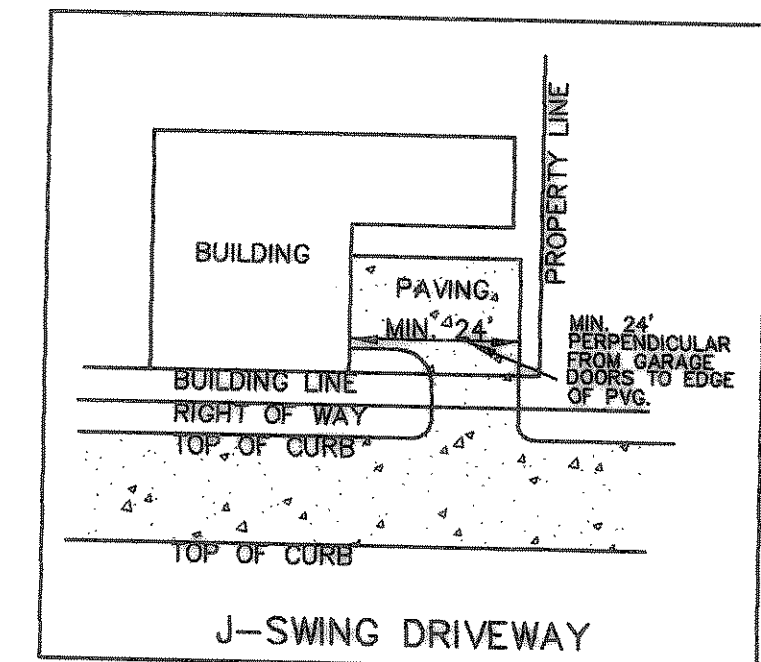 PROPERTY LINE
BUILDING
PAVING
MIN. 24'
MIN. 24'
PERPENDICULAR
FROM GARAGE
DOORS TO EDGE
OF PVG.
BUILDING LINE
RIGHT OF WAY
TOP OF CURB
TOP OF CURB
J-SWING DRIVEWAY